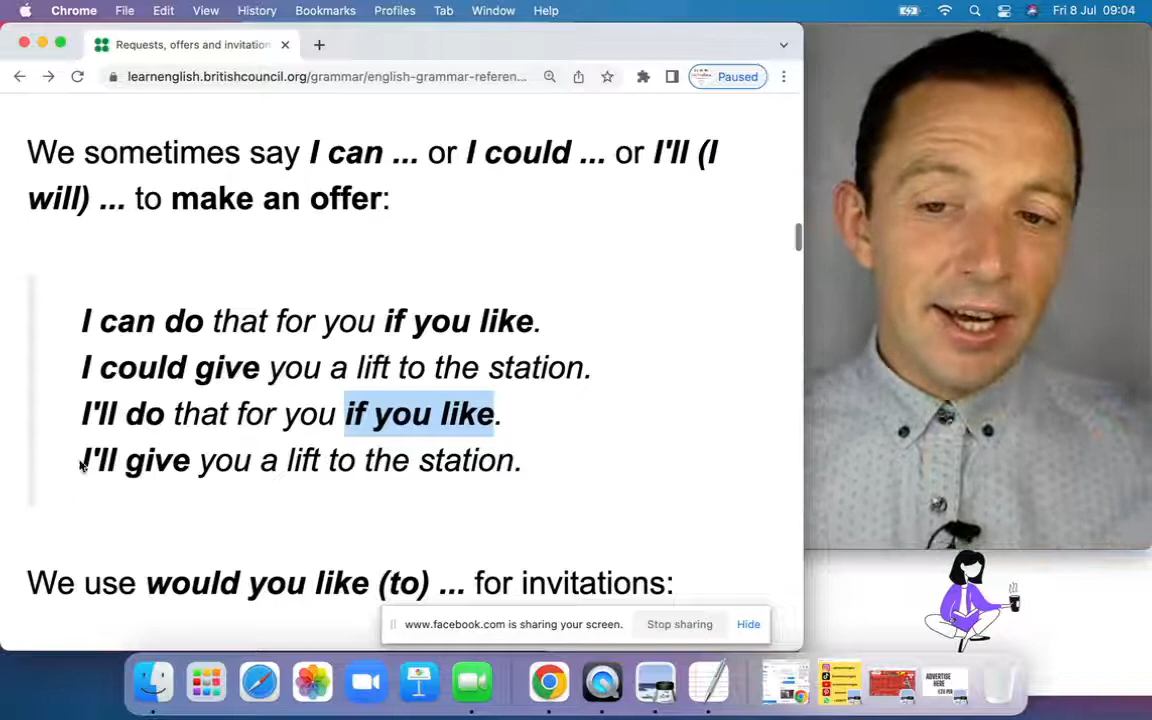 Chrome File Edit View History Bookmarks Profiles Tab Window Help Fri 8 Jul 09:04
Requests, offers and invitation
learnenglish.britishcouncil.org/grammar/english-grammar-referen... Paused
We sometimes say I can ... or I could ... or I'll (I
will) ... to make an offer:
I can do that for you if you like.
I could give you a lift to the station.
I'll do that for you if you like.
I'll give you a lift to the station.
We use would you like (to) ... for invitations:
www.facebook.com is sharing your screen. Stop sharing Hide
ADVERTISE
HERE